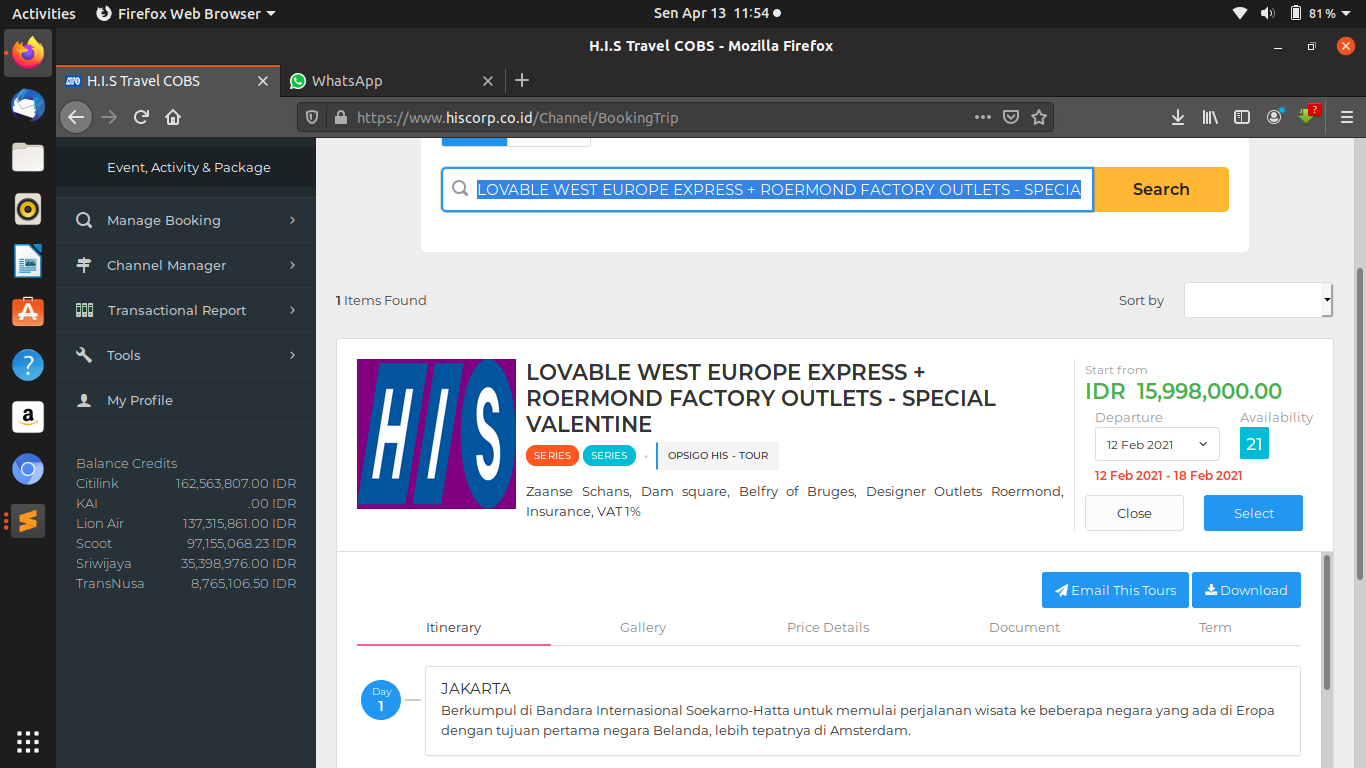 Activities
Firefox Web Browser
Sen Apr 13 11:54
81 %
H.I.S Travel COBS - Mozilla Firefox
H.I.S Travel COBS
WhatsApp
https://www.hiscorp.co.id/Channel/BookingTrip
Event, Activity & Package
Manage Booking
Channel Manager
Transactional Report
Tools
My Profile
Balance Credits
Citilink 162,563,807.00 IDR
KAI .00 IDR
Lion Air 137,315,861.00 IDR
Scoot 97,155,068.23 IDR
Sriwijaya 35,398,976.00 IDR
TransNusa 8,765,106.50 IDR
LOVABLE WEST EUROPE EXPRESS + ROERMOND FACTORY OUTLETS - SPECIA
Search
1 Items Found
Sort by
HIS
LOVABLE WEST EUROPE EXPRESS +
ROERMOND FACTORY OUTLETS - SPECIAL
VALENTINE
SERIES SERIES OPSIGO HIS - TOUR
Zaanse Schans, Dam square, Belfry of Bruges, Designer Outlets Roermond,
Insurance, VAT 1%
Start from
IDR 15,998,000.00
Departure Availability
12 Feb 2021 21
12 Feb 2021 - 18 Feb 2021
Close Select
Email This Tours Download
Itinerary Gallery Price Details Document Term
Day
1
JAKARTA
Berkumpul di Bandara Internasional Soekarno-Hatta untuk memulai perjalanan wisata ke beberapa negara yang ada di Eropa
dengan tujuan pertama negara Belanda, lebih tepatnya di Amsterdam.